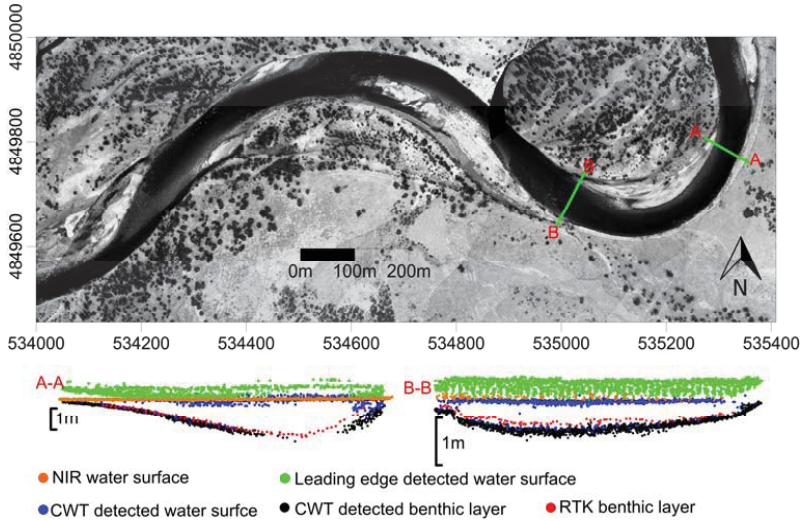 4850000
4849800
4849600
A
A
B
B
0m 100m 200m
N
534000 534200 534400 534600 534800 535000 535200 535400
A-A
1m
B-B
1m
NIR water surface
Leading edge detected water surface
CWT detected water surfce
CWT detected benthic layer
RTK benthic layer